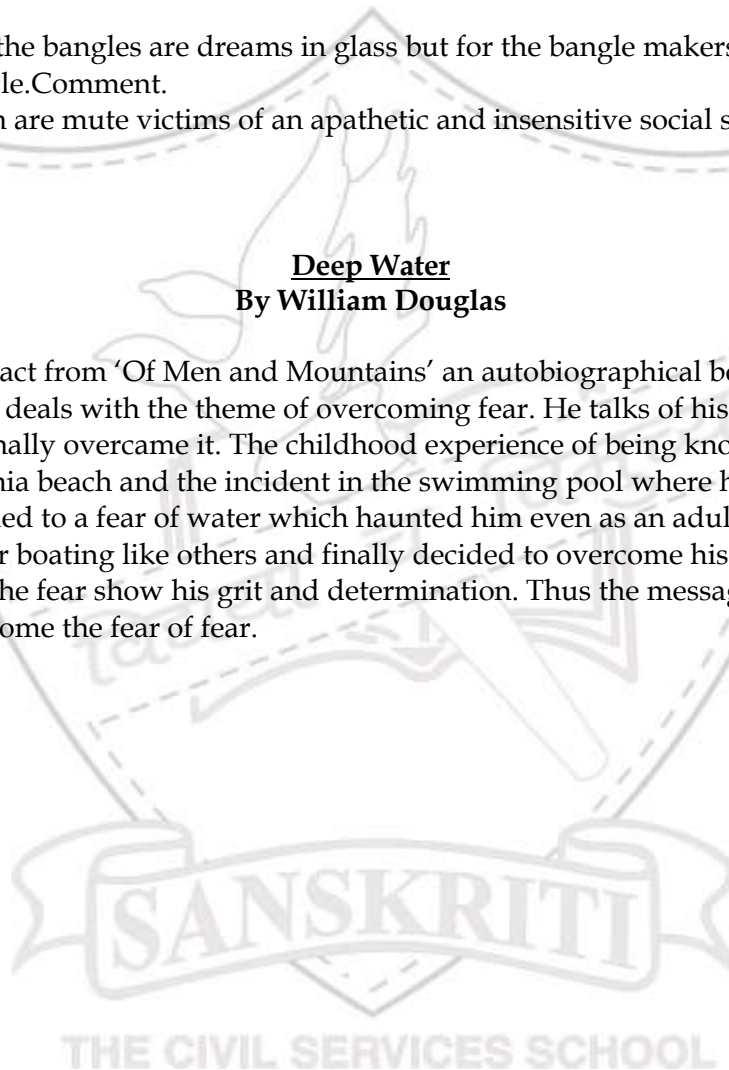 the bangles are dreams in glass but for the bangle makers
le.Comment.
are mute victims of an apathetic and insensitive social
Deep Water
By William Douglas
act from ‘Of Men and Mountains’ an autobiographical
deals with the theme of overcoming fear. He talks of his
nally overcame it. The childhood experience of being
nia beach and the incident in the swimming pool where
led to a fear of water which haunted him even as an
r boating like others and finally decided to overcome his
he fear show his grit and determination. Thus the
ome the fear of fear.
SANSKRITI
THE CIVIL SERVICES SCHOOL